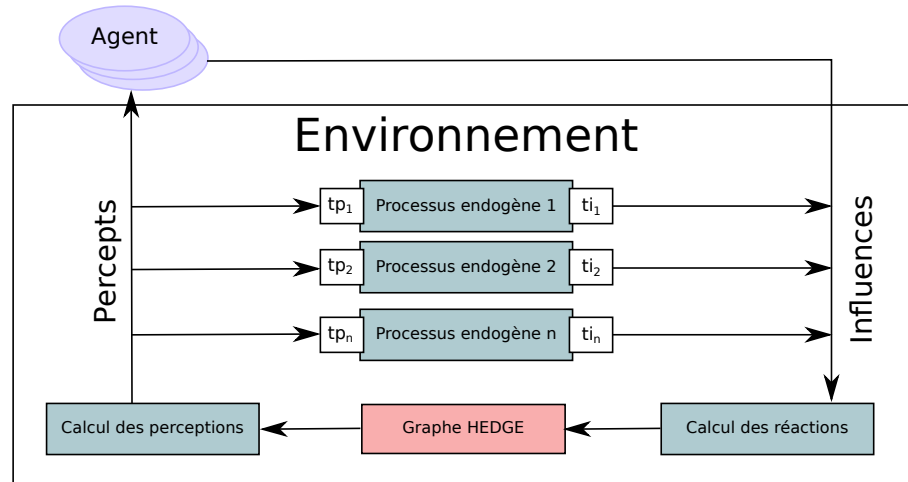 Agent
Environnement
Percepts
tp1 Processus endogène 1 ti1
tp2 Processus endogène 2 ti2
tpn Processus endogène n tin
Influences
Calcul des perceptions
Graphe HEDGE
Calcul des réactions